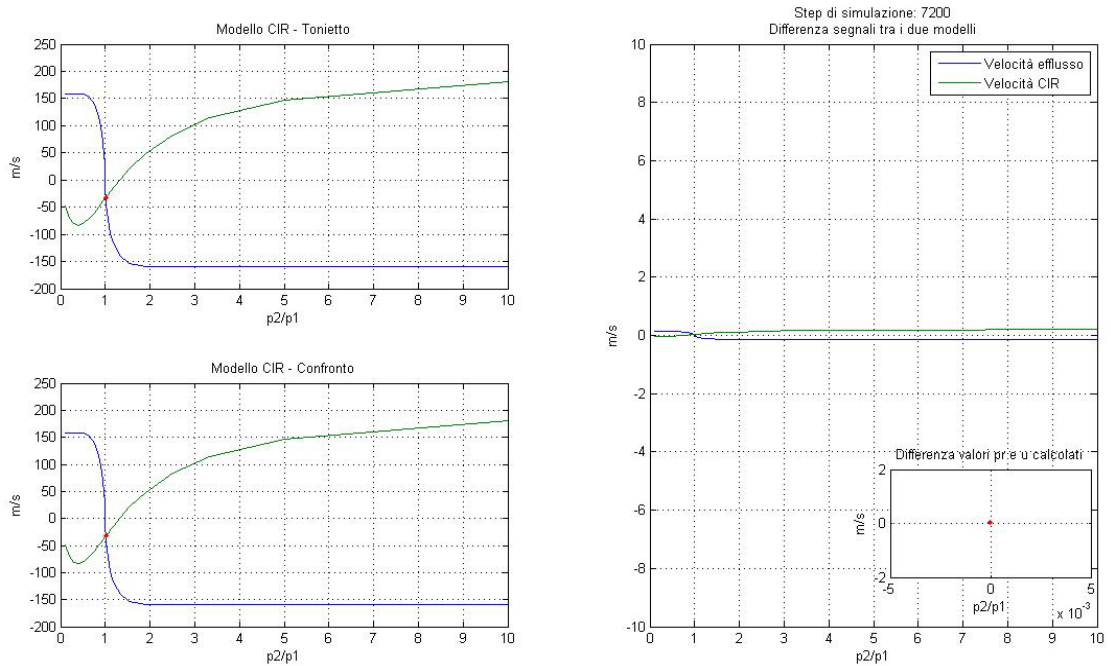 Modello CIR - Tonietto
250
200
150
100
50
0
-50
-100
-150
-200
m/s
0 1 2 3 4 5 6 7 8 9 10
p2/p1
Modello CIR - Confronto
250
200
150
100
50
0
-50
-100
-150
-200
m/s
0 1 2 3 4 5 6 7 8 9 10
p2/p1
Step di simulazione: 7200
Differenza segnali tra i due modelli
Velocità efflusso
Velocità CIR
10
8
6
4
2
0
-2
-4
-6
-8
-10
m/s
0 1 2 3 4 5 6 7 8 9 10
p2/p1
Differenza valori pr e u calcolati
2
0
-2
m/s
-5 0 5
p2/p1
x 10⁻³